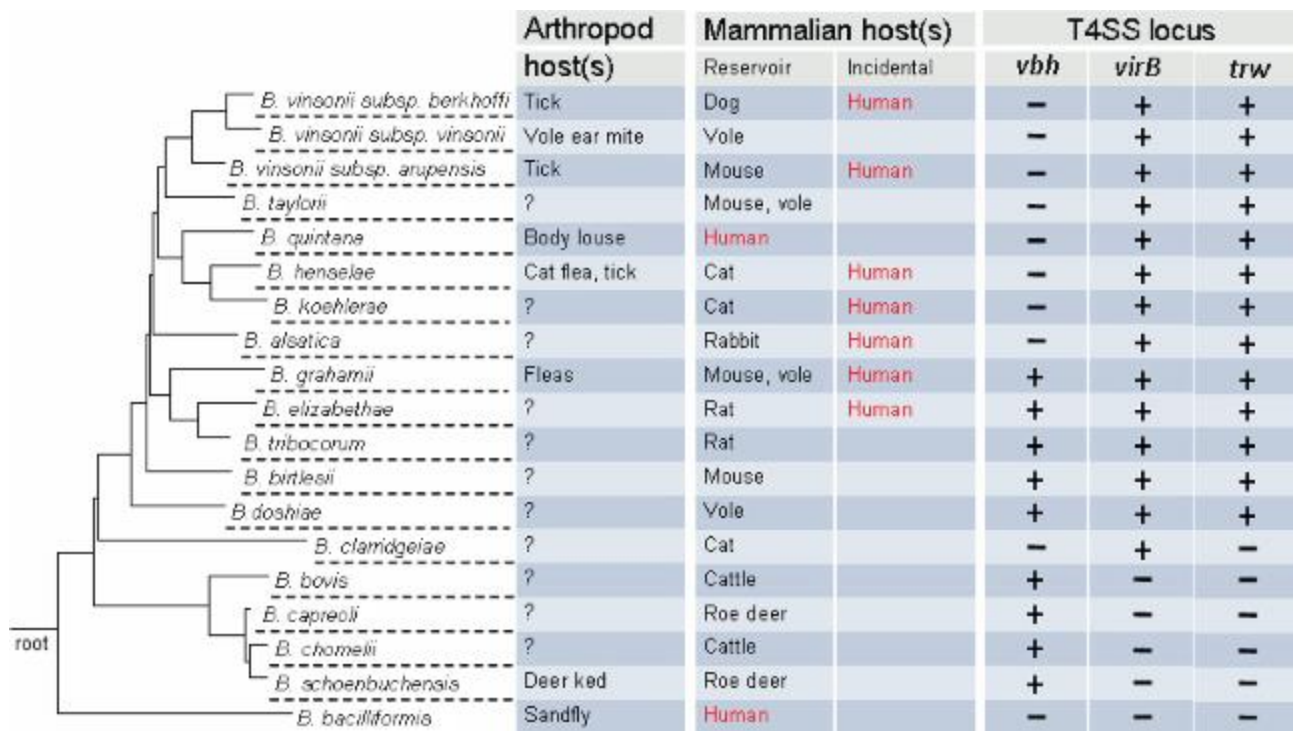 Arthropod host(s) Mammalian host(s) T4SS locus
Reservoir Incidental vbh virB trw
B. vinsonii subsp. berkhoffi Tick Dog Human − + +
B. vinsonii subsp. vinsonii Vole ear mite Vole − + +
B. vinsonii subsp. arupensis Tick Mouse Human − + +
B. taylorii ? Mouse, vole − + +
B. quintana Body louse Human − + +
B. henselae Cat flea, tick Cat Human − + +
B. koehlerae ? Cat Human − + +
B. alsatica ? Rabbit Human − + +
B. grahamii Fleas Mouse, vole Human + + +
B. elizabethae ? Rat Human + + +
B. tribocorum ? Rat + + +
B. birtlesii ? Mouse + + +
B doshiae ? Vole + + +
B. clarridgeiae ? Cat − + −
B. bovis ? Cattle + − −
B. capreoli ? Roe deer + − −
root
B. chomelii ? Cattle + − −
B. schoenbuchensis Deer ked Roe deer + − −
B. bacilliformis Sandfly Human − − −